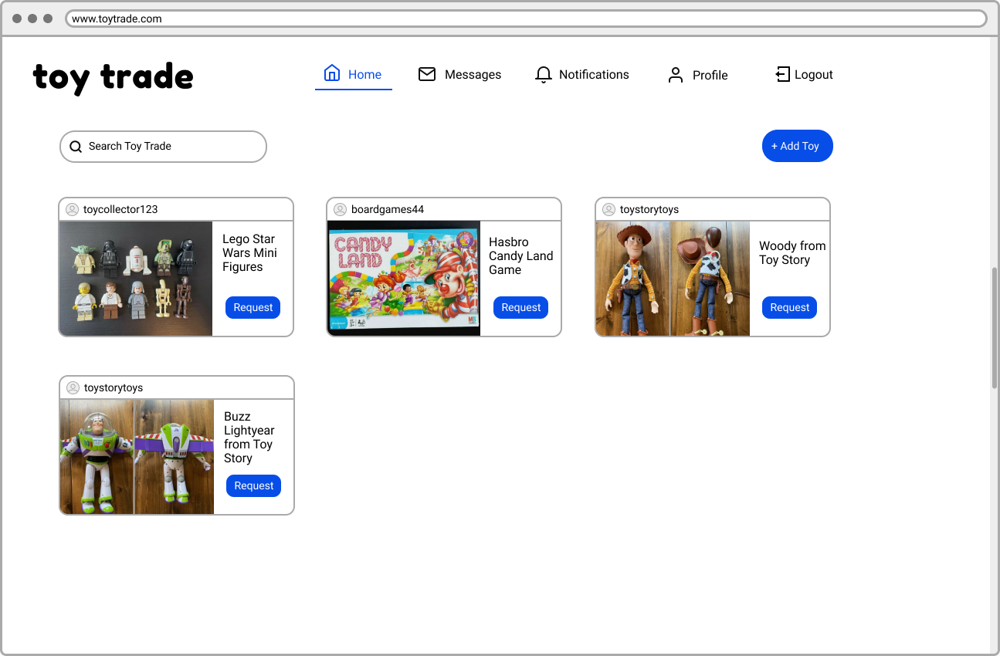 www.toytrade.com
toy trade
Home
Messages
Notifications
Profile
Logout
Search Toy Trade
+ Add Toy
toycollector123
Lego Star
Wars Mini
Figures
Request
boardgames44
CANDY
LAND
MB
Hasbro
Candy Land
Game
Request
toystorytoys
Woody from
Toy Story
Request
toystorytoys
Buzz
Lightyear
from Toy
Story
Request